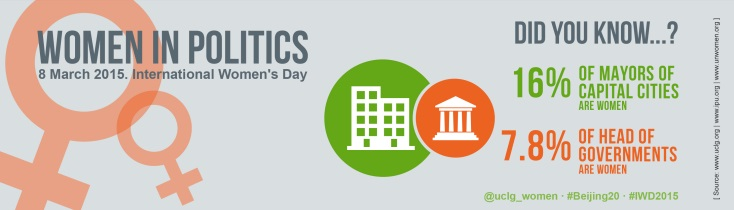 WOMEN IN POLITICS
8 March 2015. International Women's Day
DID YOU KNOW...?
16% OF MAYORS OF
CAPITAL CITIES
ARE WOMEN
7.8% OF HEAD OF
GOVERNMENTS
ARE WOMEN
@uclg_women · #Beijing20 · #IWD2015
[ Source: www.uclg.org | www.ipu.org | www.unwomen.org ]